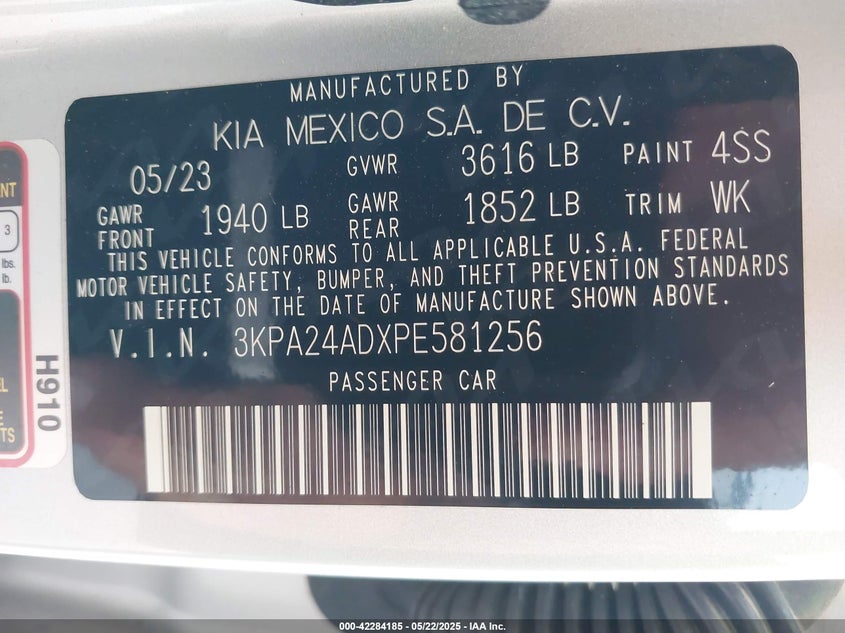 MANUFACTURED BY
KIA MEXICO S.A. DE C.V.
05/23 GVWR 3616 LB PAINT 4SS
GAWR FRONT 1940 LB GAWR REAR 1852 LB TRIM WK
THIS VEHICLE CONFORMS TO ALL APPLICABLE U.S.A. FEDERAL
MOTOR VEHICLE SAFETY, BUMPER, AND THEFT PREVENTION STANDARDS
IN EFFECT ON THE DATE OF MANUFACTURE SHOWN ABOVE.
V.I.N. 3KPA24ADXPE581256
PASSENGER CAR
3
lbs.
lb.
H910
000-42284185 - 05/22/2025 - IAA Inc.